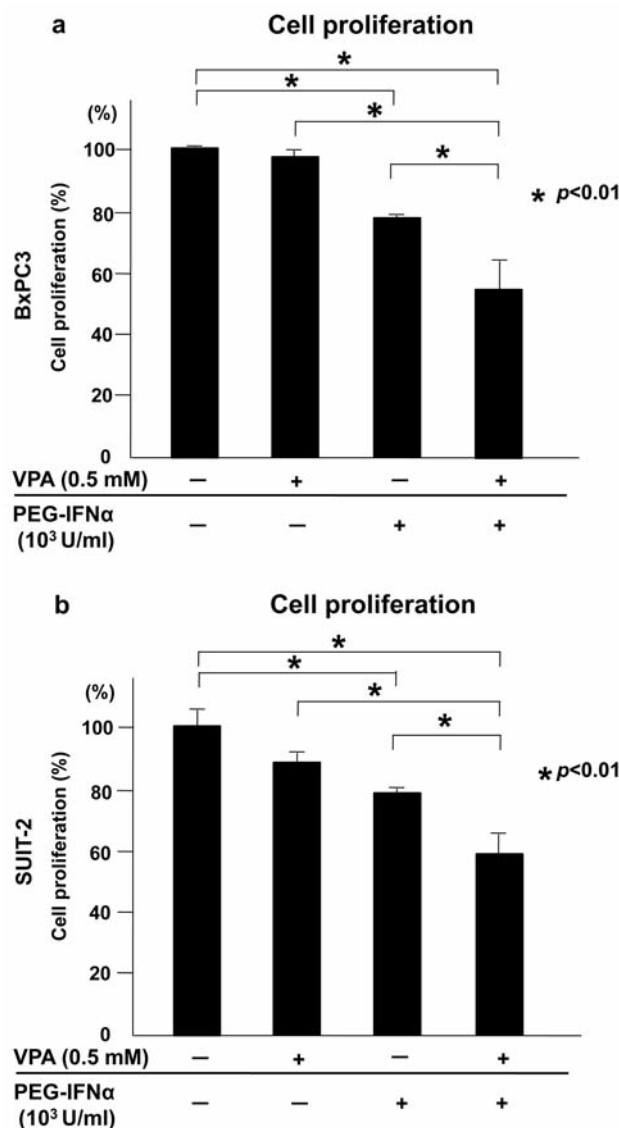 a
Cell proliferation
*
*
*
*
(%)
100
80
60
40
20
0
BxPC3
Cell proliferation (%)
* p<0.01
VPA (0.5 mM) − + − +
PEG-IFNα − − + +
(10³ U/ml)
b
Cell proliferation
*
*
*
*
(%)
100
80
60
40
20
0
SUIT-2
Cell proliferation (%)
* p<0.01
VPA (0.5 mM) − + − +
PEG-IFNα − − + +
(10³ U/ml)